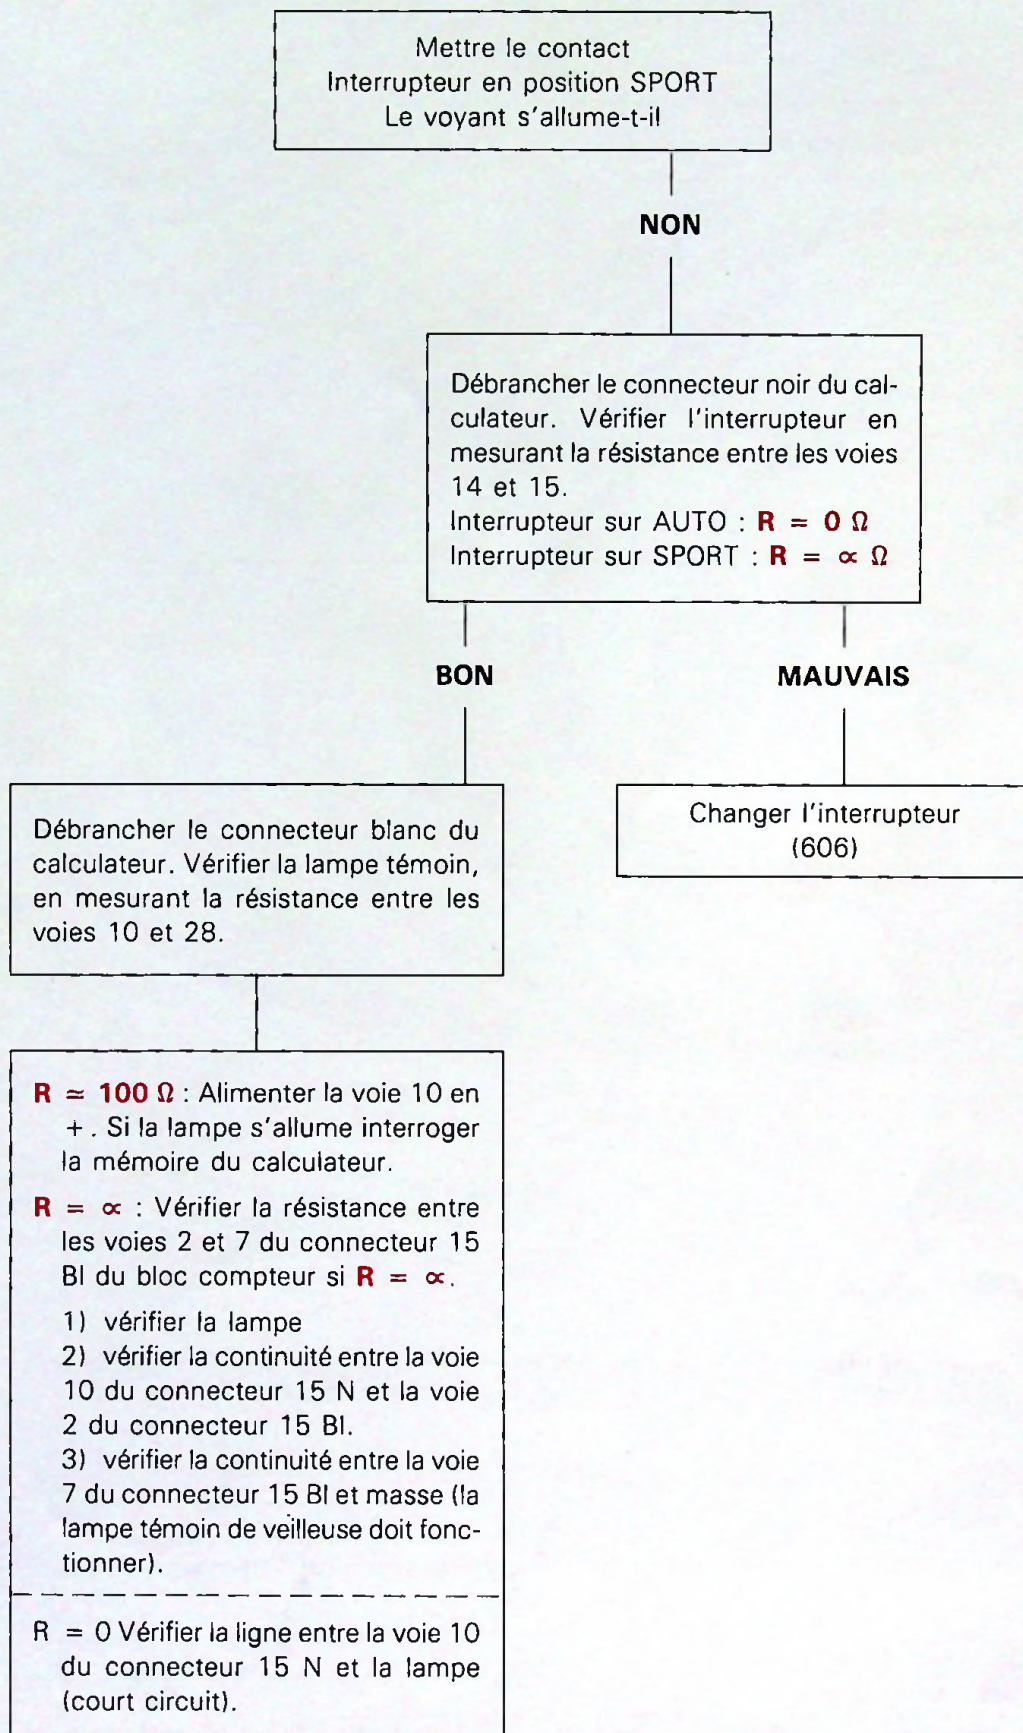 Mettre le contact
Interrupteur en position SPORT
Le voyant s'allume-t-il
NON
Débrancher le connecteur noir du cal-
culateur. Vérifier l'interrupteur en
mesurant la résistance entre les voies
14 et 15.
Interrupteur sur AUTO : R = 0 Ω
Interrupteur sur SPORT : R = ∝ Ω
BON
MAUVAIS
Débrancher le connecteur blanc du
calculateur. Vérifier la lampe témoin,
en mesurant la résistance entre les
voies 10 et 28.
Changer l'interrupteur
(606)
R ≃ 100 Ω : Alimenter la voie 10 en
+. Si la lampe s'allume interroger
la mémoire du calculateur.
R = ∝ : Vérifier la résistance entre
les voies 2 et 7 du connecteur 15
Bl du bloc compteur si R = ∝.
1) vérifier la lampe
2) vérifier la continuité entre la voie
10 du connecteur 15 N et la voie
2 du connecteur 15 Bl.
3) vérifier la continuité entre la voie
7 du connecteur 15 Bl et masse (la
lampe témoin de veilleuse doit fonc-
tionner).
R = 0 Vérifier la ligne entre la voie 10
du connecteur 15 N et la lampe
(court circuit).